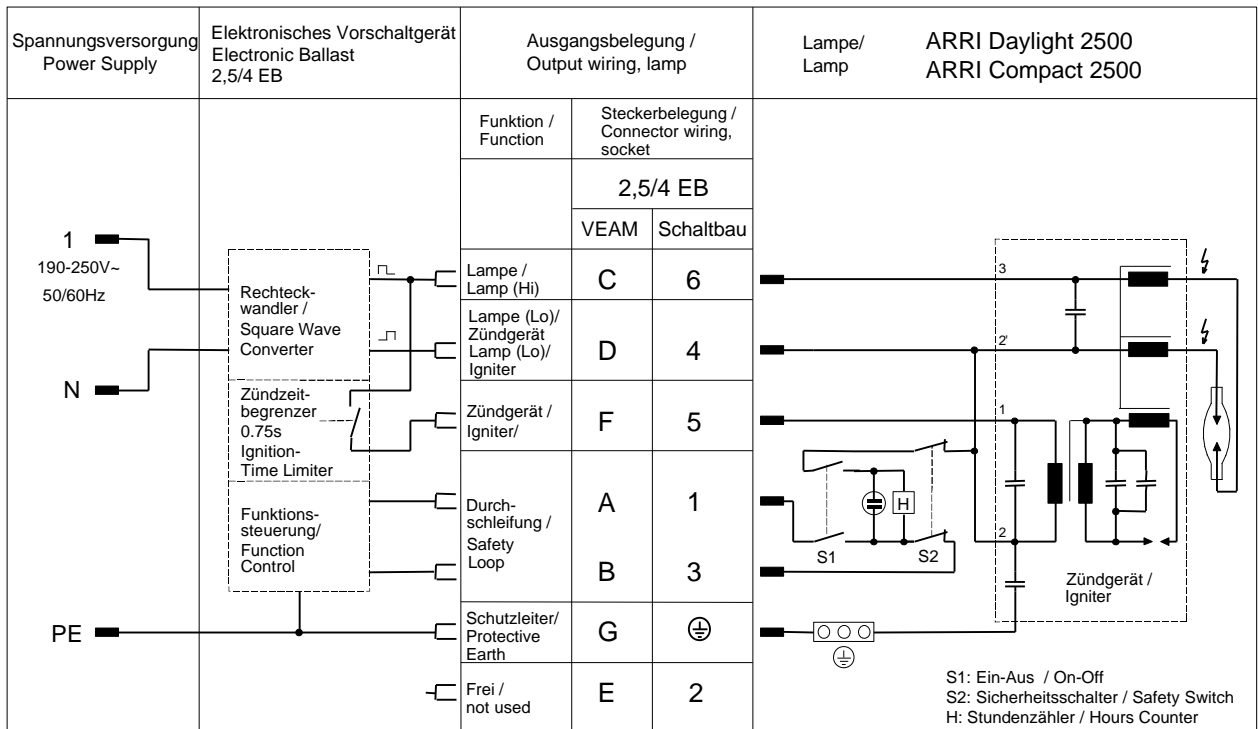 Spannungsversorgung
Power Supply
Elektronisches Vorschaltgerät
Electronic Ballast
2,5/4 EB
Ausgangsbelegung /
Output wiring, lamp
Lampe/
Lamp
ARRI Daylight 2500
ARRI Compact 2500
Funktion /
Function
Steckerbelegung /
Connector wiring,
socket
2,5/4 EB
VEAM
Schaltbau
1
190-250V~
50/60Hz
N
PE
Rechteck-
wandler /
Square Wave
Converter
Zündzeit-
begrenzer
0.75s
Ignition-
Time Limiter
Funktions-
steuerung/
Function
Control
Lampe /
Lamp (Hi)
C
6
Lampe (Lo)/
Zündgerät
Lamp (Lo)/
Igniter
D
4
Zündgerät /
Igniter/
F
5
Durch-
schleifung /
Safety
Loop
A
1
B
3
Schutzleiter/
Protective
Earth
G
Frei /
not used
E
2
3
2'
1
2
H
S1
S2
Zündgerät /
Igniter
S1: Ein-Aus / On-Off
S2: Sicherheitsschalter / Safety Switch
H: Stundenzähler / Hours Counter